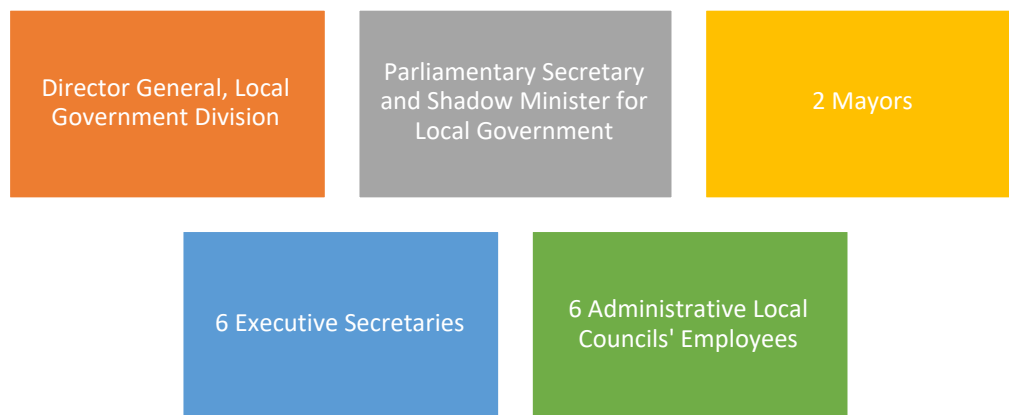 Director General, Local
Government Division
Parliamentary Secretary
and Shadow Minister for
Local Government
2 Mayors
6 Executive Secretaries
6 Administrative Local
Councils' Employees